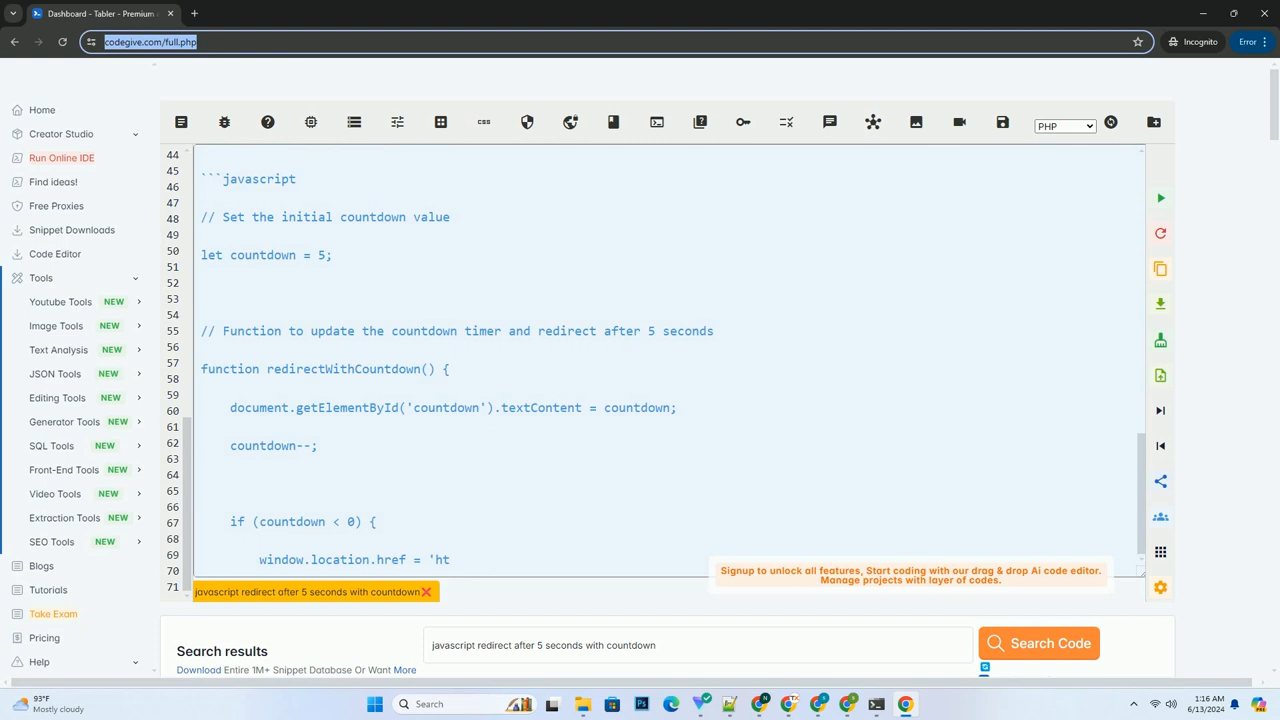 Dashboard - Tabler - Premium
codegive.com/full.php
Incognito
Error
Home
Creator Studio
Run Online IDE
Find ideas!
Free Proxies
Snippet Downloads
Code Editor
Tools
Youtube Tools NEW
Image Tools NEW
Text Analysis NEW
JSON Tools NEW
Editing Tools NEW
Generator Tools NEW
SQL Tools NEW
Front-End Tools NEW
Video Tools NEW
Extraction Tools NEW
SEO Tools NEW
Blogs
Tutorials
Take Exam
Pricing
Help
css
PHP
44
45
46
47
48
49
50
51
52
53
54
55
56
57
58
59
60
61
62
63
64
65
66
67
68
69
70
71
```javascript
// Set the initial countdown value
let countdown = 5;
// Function to update the countdown timer and redirect after 5 seconds
function redirectWithCountdown() {
document.getElementById('countdown').textContent = countdown;
countdown--;
if (countdown < 0) {
window.location.href = 'ht
Signup to unlock all features, Start coding with our drag & drop Ai code editor.
Manage projects with layer of codes.
javascript redirect after 5 seconds with countdown❌
Search results
Download Entire 1M+ Snippet Database Or Want More
javascript redirect after 5 seconds with countdown
Search Code
93°F
Mostly cloudy
Search
1:16 AM
6/13/2024